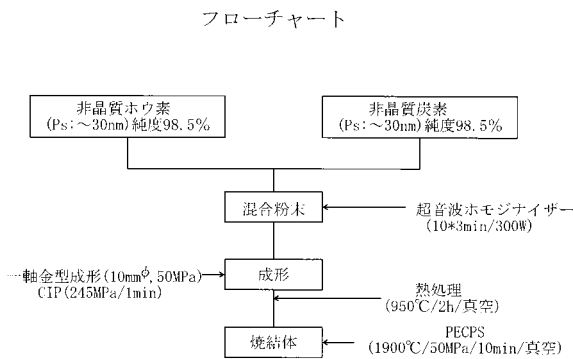 フローチャート
非晶質ホウ素
(Ps:～30nm)純度98.5%
非晶質炭素
(Ps:～30nm)純度98.5%
混合粉末
超音波ホモジナイザー
(10*3min/300W)
一軸金型成形(10mmφ,50MPa)
CIP(245MPa/1min)
成形
熱処理
(950℃/2h/真空)
焼結体
PECPS
(1900℃/50MPa/10min/真空)